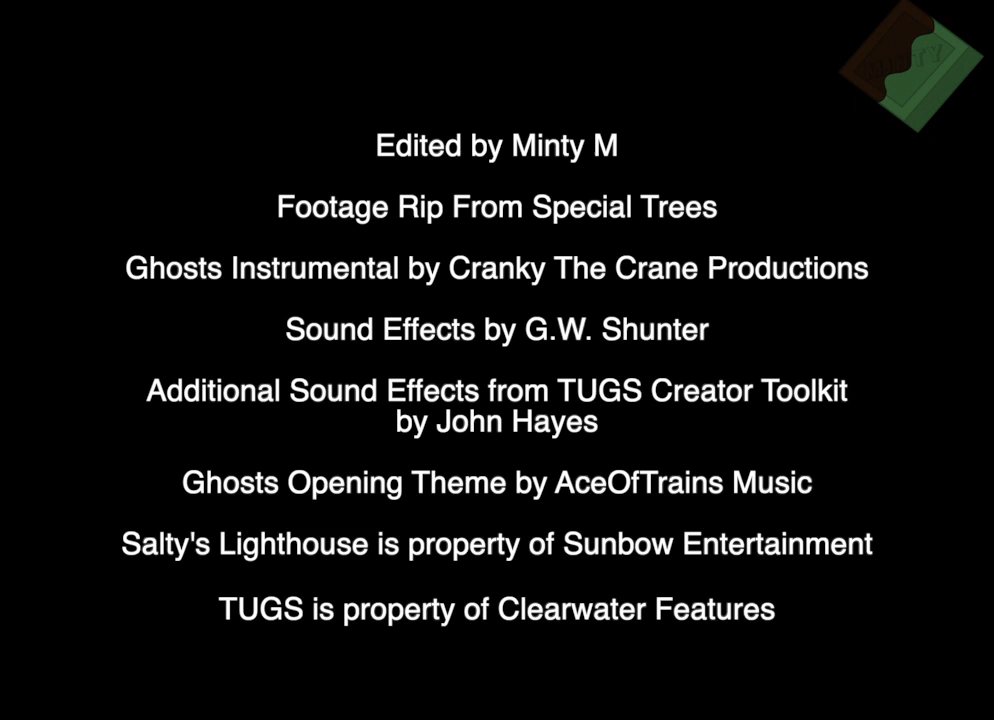 MINTY
Edited by Minty M
Footage Rip From Special Trees
Ghosts Instrumental by Cranky The Crane Productions
Sound Effects by G.W. Shunter
Additional Sound Effects from TUGS Creator Toolkit
by John Hayes
Ghosts Opening Theme by AceOfTrains Music
Salty's Lighthouse is property of Sunbow Entertainment
TUGS is property of Clearwater Features